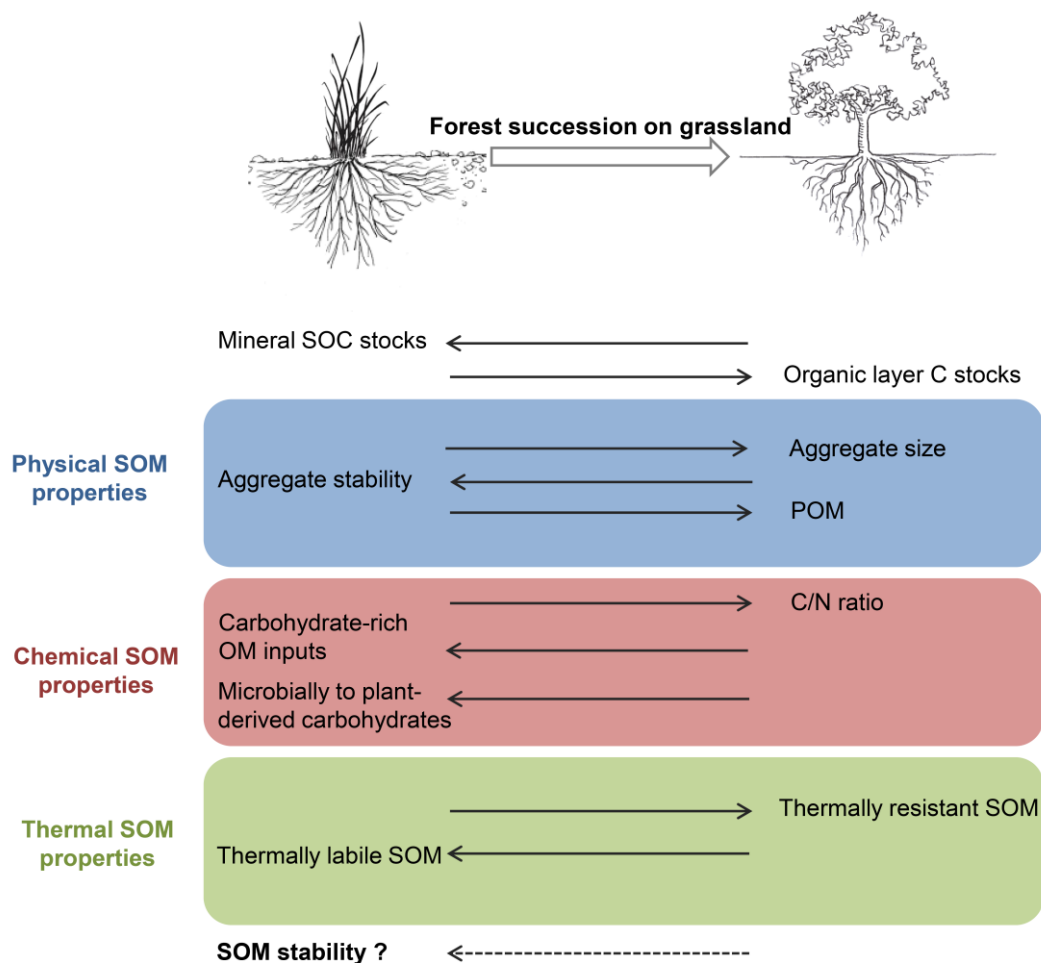 Forest succession on grassland
Mineral SOC stocks
Organic layer C stocks
Physical SOM
properties
Aggregate size
Aggregate stability
POM
Chemical SOM
properties
C/N ratio
Carbohydrate-rich
OM inputs
Microbially to plant-
derived carbohydrates
Thermal SOM
properties
Thermally resistant SOM
Thermally labile SOM
SOM stability ?